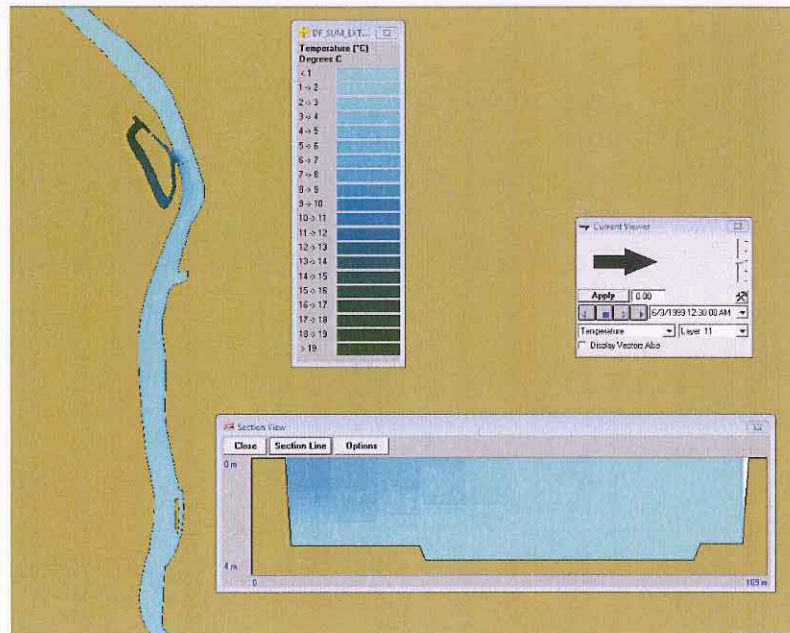 DF_SUM_EXT...
Temperature (°C)
Degrees C
< 1
1 -> 2
2 -> 3
3 -> 4
4 -> 5
5 -> 6
6 -> 7
7 -> 8
8 -> 9
9 -> 10
10 -> 11
11 -> 12
12 -> 13
13 -> 14
14 -> 15
15 -> 16
16 -> 17
17 -> 18
18 -> 19
> 19
Current Viewer
Apply 0.00
6/3/1999 12:30:00 AM
Temperature Layer 11
Display Vectors Also
Section View
Close Section Line Options
0 m
4 m
0 169 m